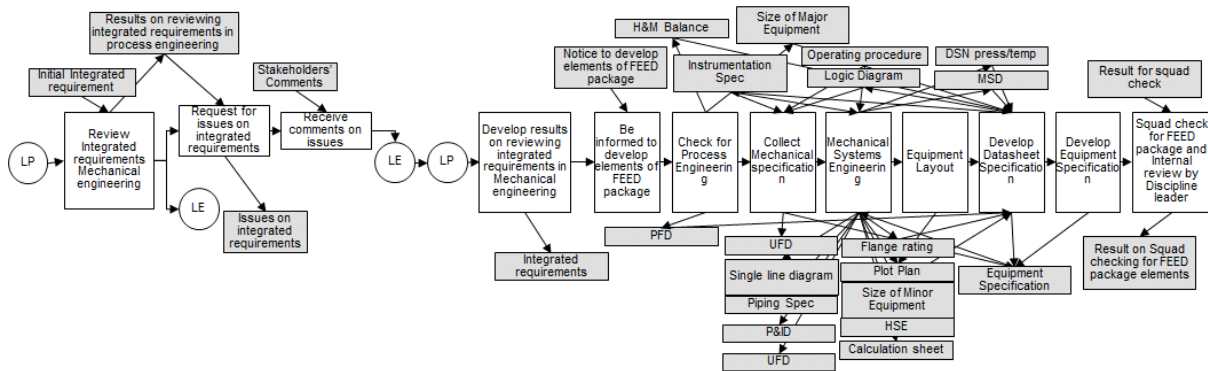 Results on reviewing
integrated requirements in
process engineering
Initial Integrated
requirement
Stakeholders'
Comments
LP
Review
Integrated
requirements
Mechanical
engineering
Request for
issues on
integrated
requirements
Receive
comments on
issues
LE
LE
Issues on
integrated
requirements
LP
Develop results
on reviewing
integrated
requirements in
Mechanical
engineering
Integrated
requirements
Notice to develop
elements of FEED
package
Be
informed to
develop
elements of
FEED
package
H&M Balance
Instrumentation
Spec
Size of Major
Equipment
Operating procedure
Logic Diagram
DSN press/temp
MSD
Check for
Process
Engineering
Collect
Mechanical
specification
Mechanical
Systems
Engineering
Equipment
Layout
Develop
Datasheet
Specification
Develop
Equipment
Specification
Result for squad
check
Squad check
for FEED
package and
Internal
review by
Discipline
leader
PFD
UFD
Single line diagram
Piping Spec
P&ID
UFD
Flange rating
Plot Plan
Size of Minor
Equipment
HSE
Calculation sheet
Equipment
Specification
Result on Squad
checking for FEED
package elements